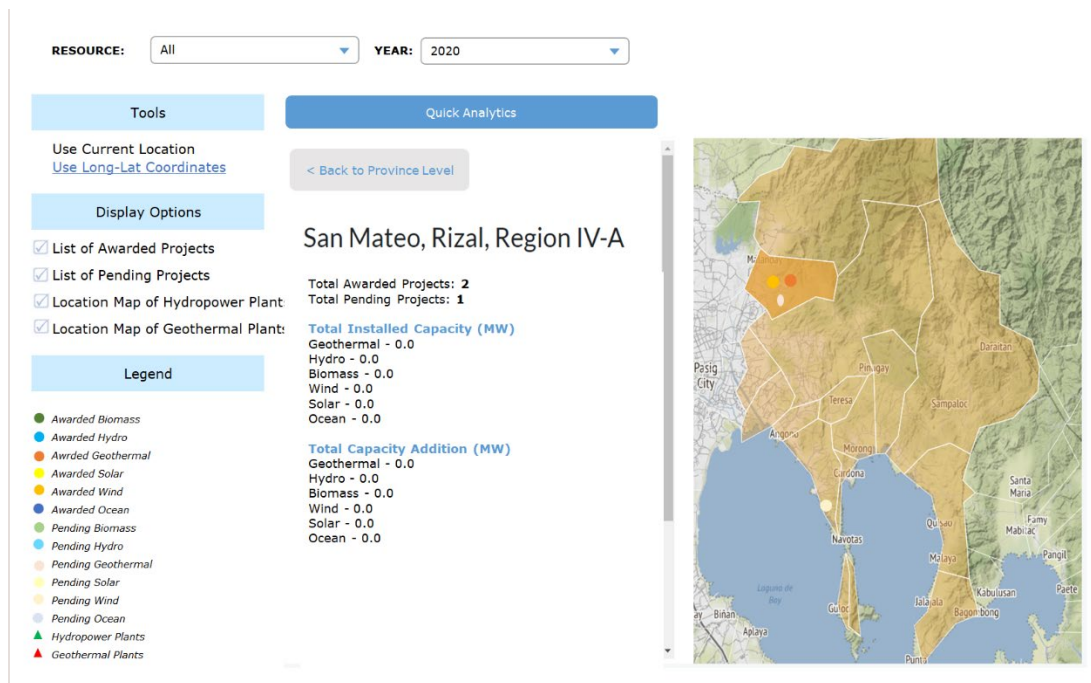 RESOURCE: All YEAR: 2020
Tools
Use Current Location
Use Long-Lat Coordinates
Display Options
List of Awarded Projects
List of Pending Projects
Location Map of Hydropower Plant
Location Map of Geothermal Plants
Legend
Awarded Biomass
Awarded Hydro
Awrded Geothermal
Awarded Solar
Awarded Wind
Awarded Ocean
Pending Biomass
Pending Hydro
Pending Geothermal
Pending Solar
Pending Wind
Pending Ocean
Hydropower Plants
Geothermal Plants
Quick Analytics
< Back to Province Level
San Mateo, Rizal, Region IV-A
Total Awarded Projects: 2
Total Pending Projects: 1
Total Installed Capacity (MW)
Geothermal - 0.0
Hydro - 0.0
Biomass - 0.0
Wind - 0.0
Solar - 0.0
Ocean - 0.0
Total Capacity Addition (MW)
Geothermal - 0.0
Hydro - 0.0
Biomass - 0.0
Wind - 0.0
Solar - 0.0
Ocean - 0.0
Pasig
City
Daraitan
Pinugay
Teresa
Sampaloc
Angono
Morong
Cardona
Santa
Maria
Famy
Mabitac
Navotas
Pangil
Malaya
Laguna de
Bay
Kabulusan
Paete
Jalajala
Bagombong
Biñan
Aplaya
Punta